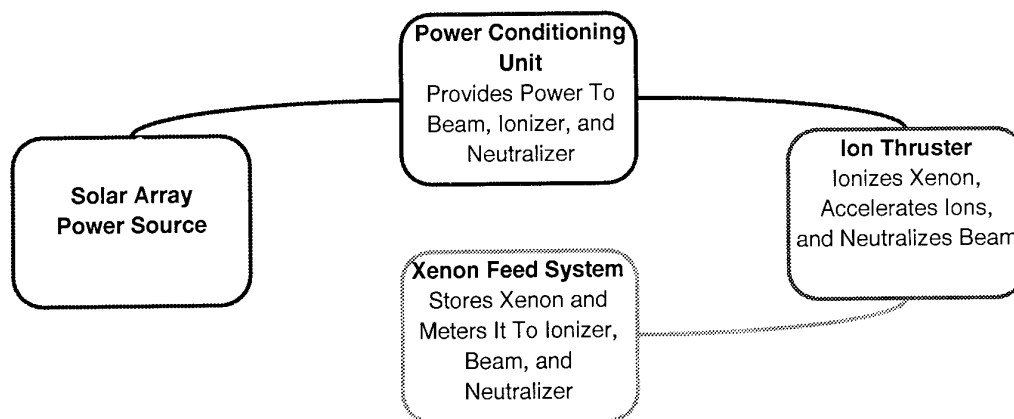 Power Conditioning
Unit
Provides Power To
Beam, Ionizer, and
Neutralizer
Solar Array
Power Source
Ion Thruster
Ionizes Xenon,
Accelerates Ions,
and Neutralizes Beam
Xenon Feed System
Stores Xenon and
Meters It To Ionizer,
Beam, and
Neutralizer